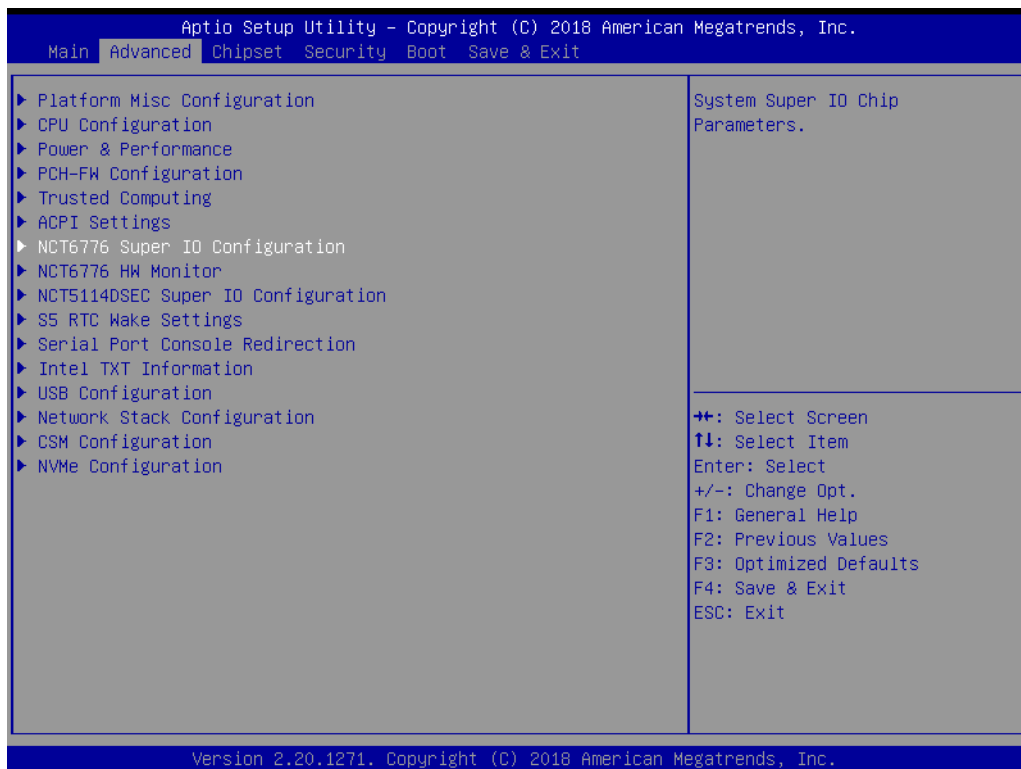 Aptio Setup Utility – Copyright (C) 2018 American Megatrends, Inc.
Main Advanced Chipset Security Boot Save & Exit
▶ Platform Misc Configuration
▶ CPU Configuration
▶ Power & Performance
▶ PCH-FW Configuration
▶ Trusted Computing
▶ ACPI Settings
▶ NCT6776 Super IO Configuration
▶ NCT6776 HW Monitor
▶ NCT5114DSEC Super IO Configuration
▶ S5 RTC Wake Settings
▶ Serial Port Console Redirection
▶ Intel TXT Information
▶ USB Configuration
▶ Network Stack Configuration
▶ CSM Configuration
▶ NVMe Configuration
System Super IO Chip
Parameters.
→←: Select Screen
↑↓: Select Item
Enter: Select
+/-: Change Opt.
F1: General Help
F2: Previous Values
F3: Optimized Defaults
F4: Save & Exit
ESC: Exit
Version 2.20.1271. Copyright (C) 2018 American Megatrends, Inc.